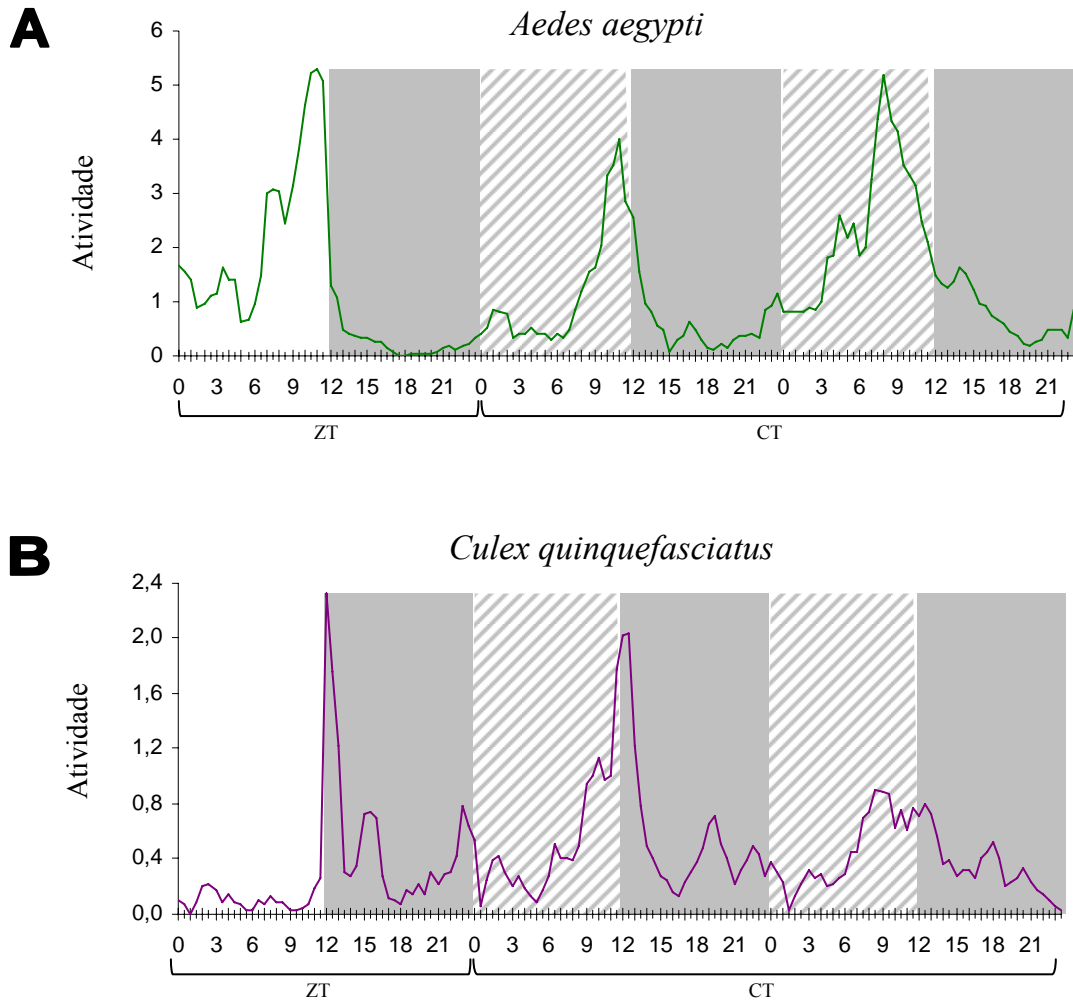 A
Aedes aegypti
6
5
4
3
2
1
0
Atividade
0 3 6 9 12 15 18 21 0 3 6 9 12 15 18 21 0 3 6 9 12 15 18 21
ZT CT
B
Culex quinquefasciatus
2,4
2,0
1,6
1,2
0,8
0,4
0,0
Atividade
0 3 6 9 12 15 18 21 0 3 6 9 12 15 18 21 0 3 6 9 12 15 18 21
ZT CT